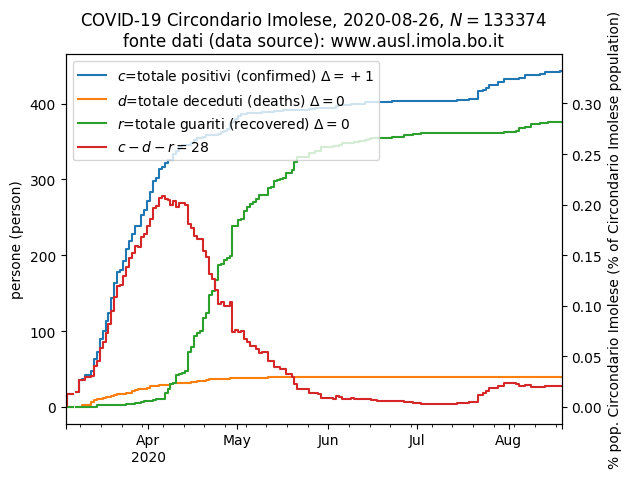 COVID-19 Circondario Imolese, 2020-08-26, N = 133374
fonte dati (data source): www.ausl.imola.bo.it
c=totale positivi (confirmed) Δ = +1
d=totale deceduti (deaths) Δ = 0
r=totale guariti (recovered) Δ = 0
c − d − r = 28
persone (person)
400
300
200
100
0
0.30
0.25
0.20
0.15
0.10
0.05
0.00
% pop. Circondario Imolese (% of Circondario Imolese population)
Apr May Jun Jul Aug
2020